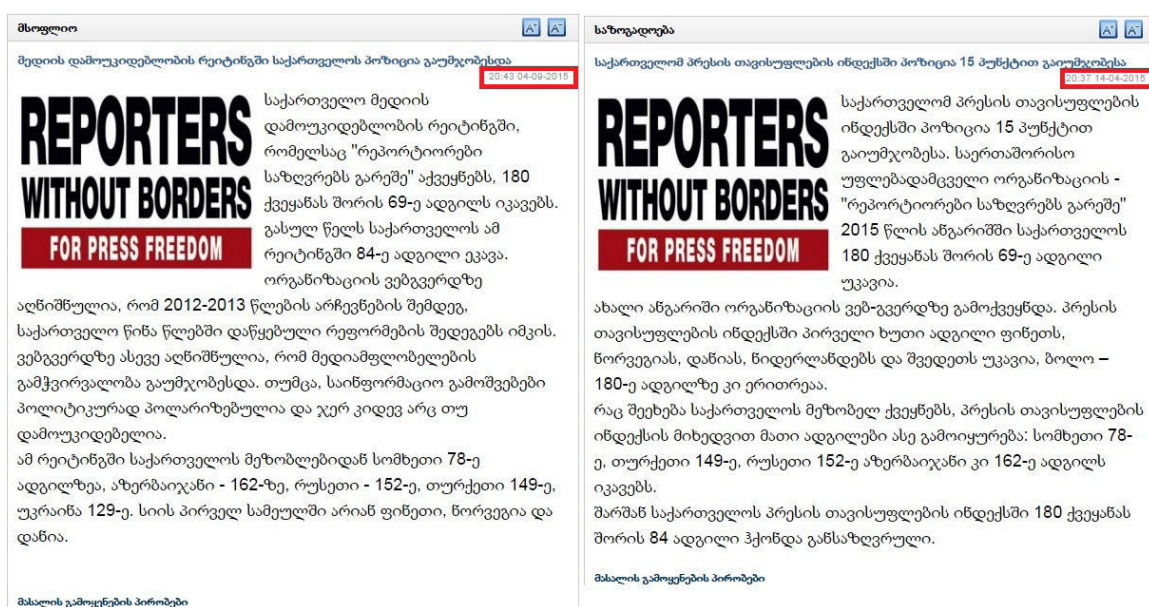 მსოფლიო
A+ A-
მედიის დამოუკიდებლობის რეიტინგში საქართველოს პოზიცია გაუმჯობესდა
20:43 04-09-2015
REPORTERS
WITHOUT BORDERS
FOR PRESS FREEDOM
საქართველო მედიის
დამოუკიდებლობის რეიტინგში,
რომელსაც "რეპორტიორები
საზღვრებს გარეშე" აქვეყნებს, 180
ქვეყანას შორის 69-ე ადგილს იკავებს.
გასულ წელს საქართველოს ამ
რეიტინგში 84-ე ადგილი ეკავა.
ორგანიზაციის ვებგვერდზე
აღნიშნულია, რომ 2012-2013 წლების არჩევნების შემდეგ,
საქართველო წინა წლებში დაწყებული რეფორმების შედეგებს იმკის.
ვებგვერდზე ასევე აღნიშნულია, რომ მედიამფლობელების
გამჭვირვალობა გაუმჯობესდა. თუმცა, საინფორმაციო გამოშვებები
პოლიტიკურად პოლარიზებულია და ჯერ კიდევ არც თუ
დამოუკიდებელია.
ამ რეიტინგში საქართველოს მეზობლებიდან სომხეთი 78-ე
ადგილზეა, აზერბაიჯანი - 162-ზე, რუსეთი - 152-ე, თურქეთი 149-ე,
უკრაინა 129-ე. სიის პირველ სამეულში არიან ფინეთი, ნორვეგია და
დანია.
მასალის გამოყენების პირობები
საზოგადოება
A+ A-
საქართველომ პრესის თავისუფლების ინდექსში პოზიცია 15 პუნქტით გაიუმჯობესა
20:37 14-04-2015
REPORTERS
WITHOUT BORDERS
FOR PRESS FREEDOM
საქართველომ პრესის თავისუფლების
ინდექსში პოზიცია 15 პუნქტით
გაიუმჯობესა. საერთაშორისო
უფლებადამცველი ორგანიზაციის -
"რეპორტიორები საზღვრებს გარეშე"
2015 წლის ანგარიშში საქართველოს
180 ქვეყანას შორის 69-ე ადგილი
უკავია.
ახალი ანგარიში ორგანიზაციის ვებ-გვერდზე გამოქვეყნდა. პრესის
თავისუფლების ინდექსში პირველი ხუთი ადგილი ფინეთს,
ნორვეგიას, დანიას, ნიდერლანდებს და შვედეთს უკავია, ბოლო –
180-ე ადგილზე კი ერითრეაა.
რაც შეეხება საქართველოს მეზობელ ქვეყნებს, პრესის თავისუფლების
ინდექსის მიხედვით მათი ადგილები ასე გამოიყურება: სომხეთი 78-
ე, თურქეთი 149-ე, რუსეთი 152-ე აზერბაიჯანი კი 162-ე ადგილს
იკავებს.
შარშან საქართველოს პრესის თავისუფლების ინდექსში 180 ქვეყანას
შორის 84 ადგილი ჰქონდა განსაზღვრული.
მასალის გამოყენების პირობები